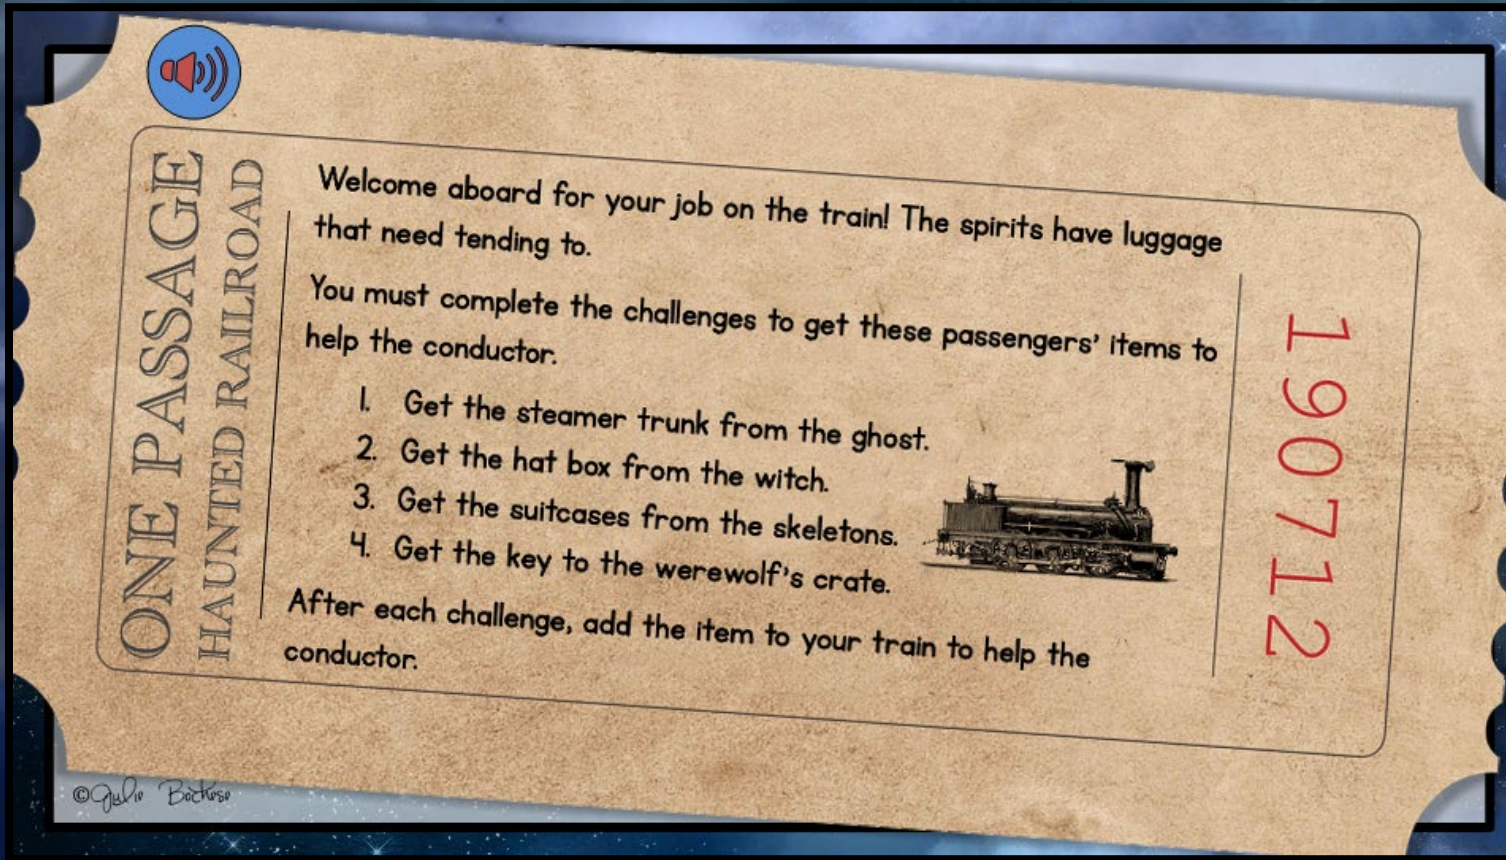 ONE PASSAGE
HAUNTED RAILROAD
Welcome aboard for your job on the train! The spirits have luggage
that need tending to.
You must complete the challenges to get these passengers' items to
help the conductor.
1. Get the steamer trunk from the ghost.
2. Get the hat box from the witch.
3. Get the suitcases from the skeletons.
4. Get the key to the werewolf's crate.
After each challenge, add the item to your train to help the
conductor.
190712
©Julie